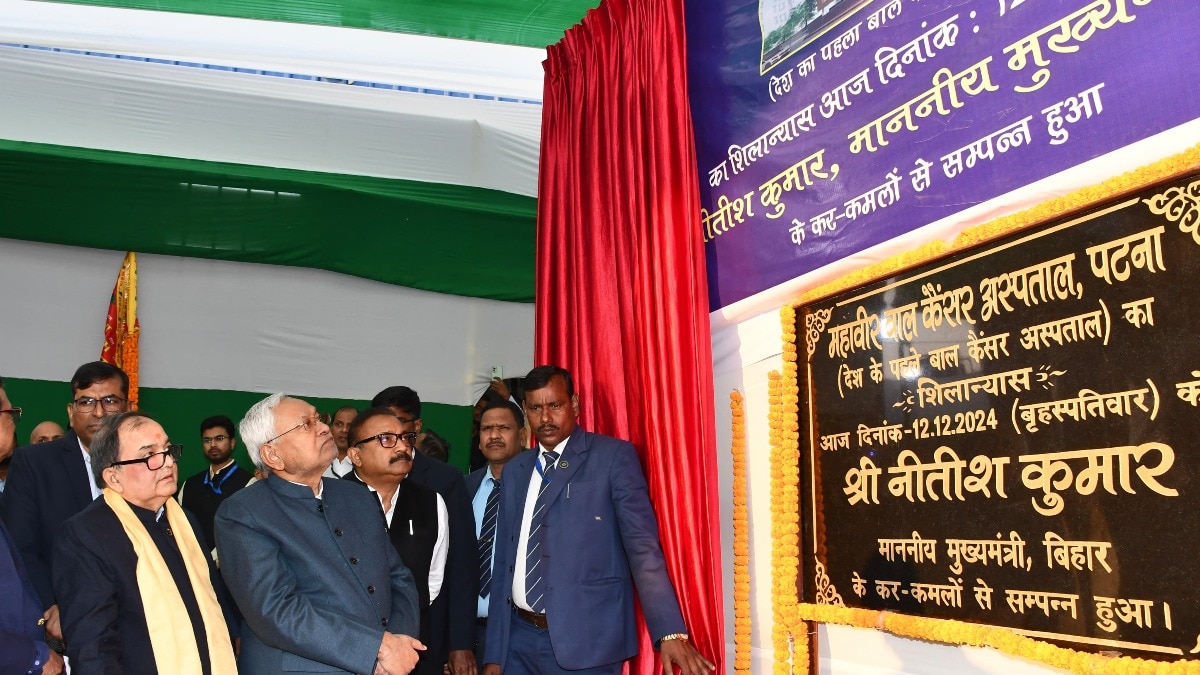 (देश का पहला बाल
का शिलान्यास आज दिनांक :
नीतीश कुमार, माननीय
के कर-कमलों से सम्पन्न हुआ
महावीर बाल कैंसर अस्पताल, पटना
(देश के पहले बाल कैंसर अस्पताल) का
शिलान्यास
आज दिनांक-12.12.2024 (बृहस्पतिवार) को
श्री नीतीश कुमार
माननीय मुख्यमंत्री, बिहार
के कर-कमलों से सम्पन्न हुआ।